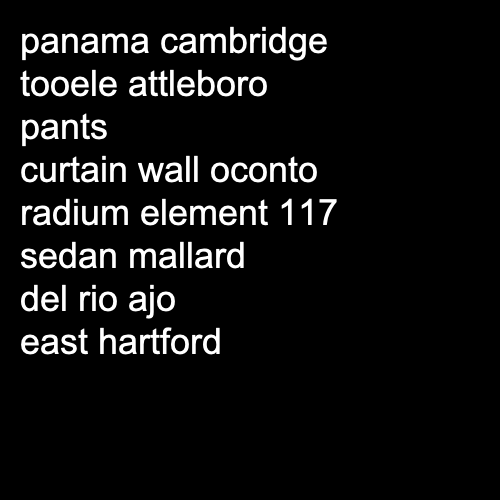 panama cambridge
tooele attleboro
pants
curtain wall oconto
radium element 117
sedan mallard
del rio ajo
east hartford